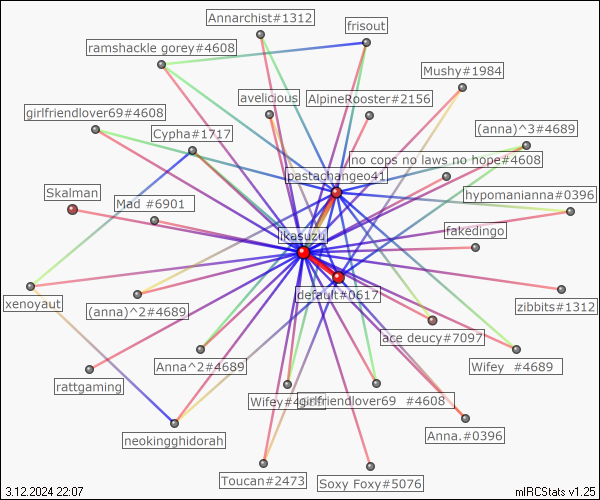 Annarchist#1312
frisout
ramshackle gorey#4608
Mushy#1984
avelicious
AlpineRooster#2156
girlfriendlover69#4608
Cypha#1717
(anna)^3#4689
no cops no laws no hope#4608
pastachangeo41
Skalman
hypomanianna#0396
Mad #6901
ikasuzu
fakedingo
default#0617
xenoyaut
(anna)^2#4689
zibbits#1312
ace deucy#7097
Anna^2#4689
Wifey #4689
rattgaming
girlfriendlover69 #4608
neokingghidorah
Anna.#0396
Toucan#2473
Soxy Foxy#5076
3.12.2024 22:07
mIRCStats v1.25